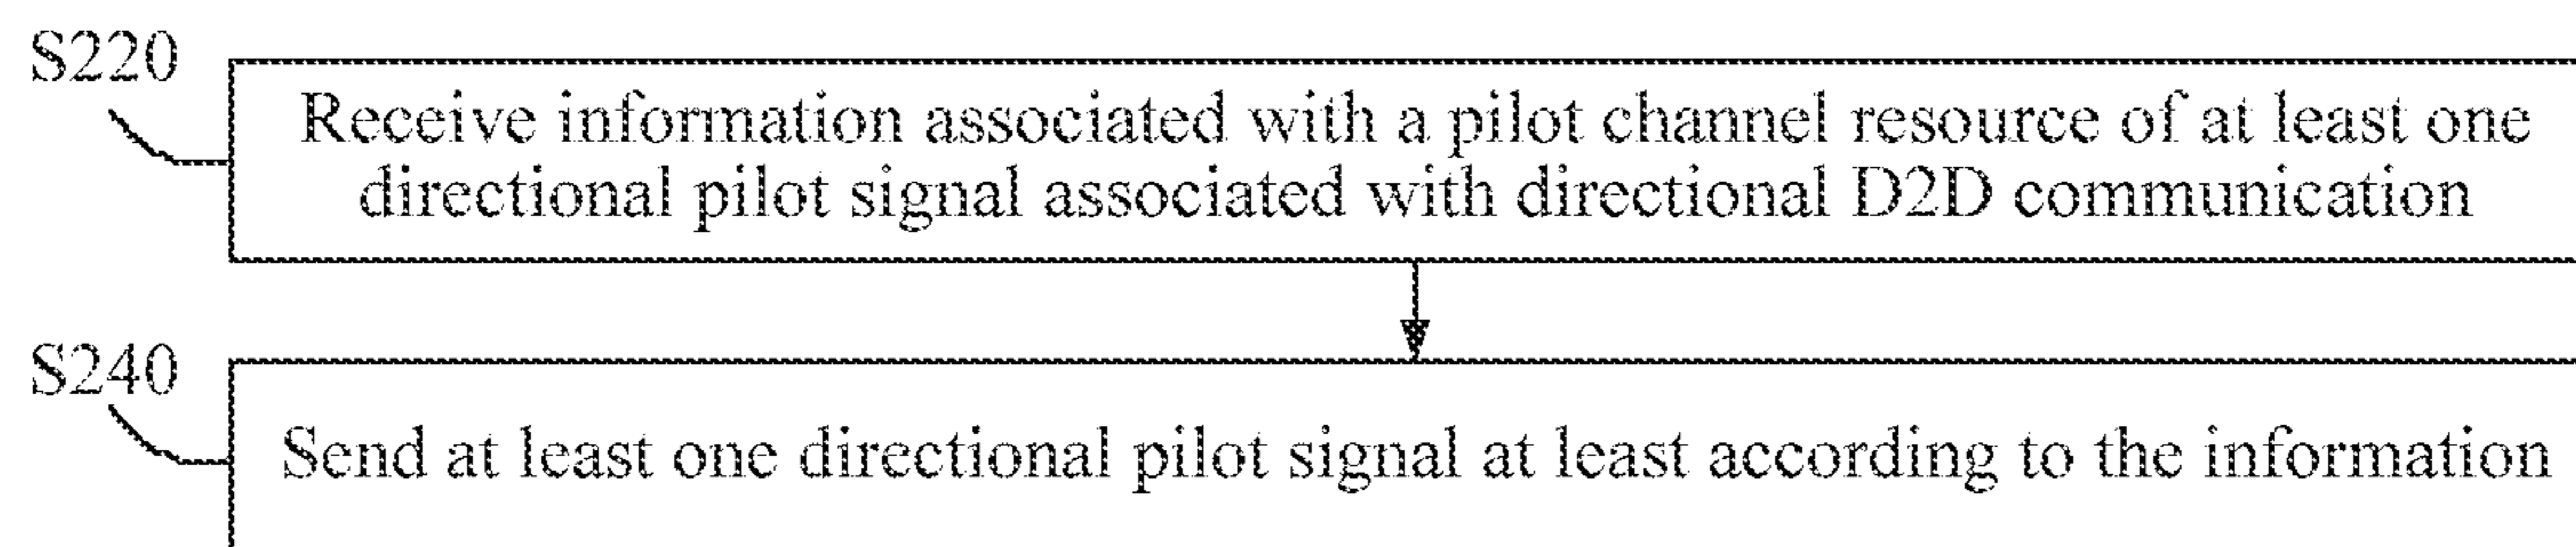 S220
Receive information associated with a pilot channel resource of at least one
directional pilot signal associated with directional D2D communication
S240
Send at least one directional pilot signal at least according to the information